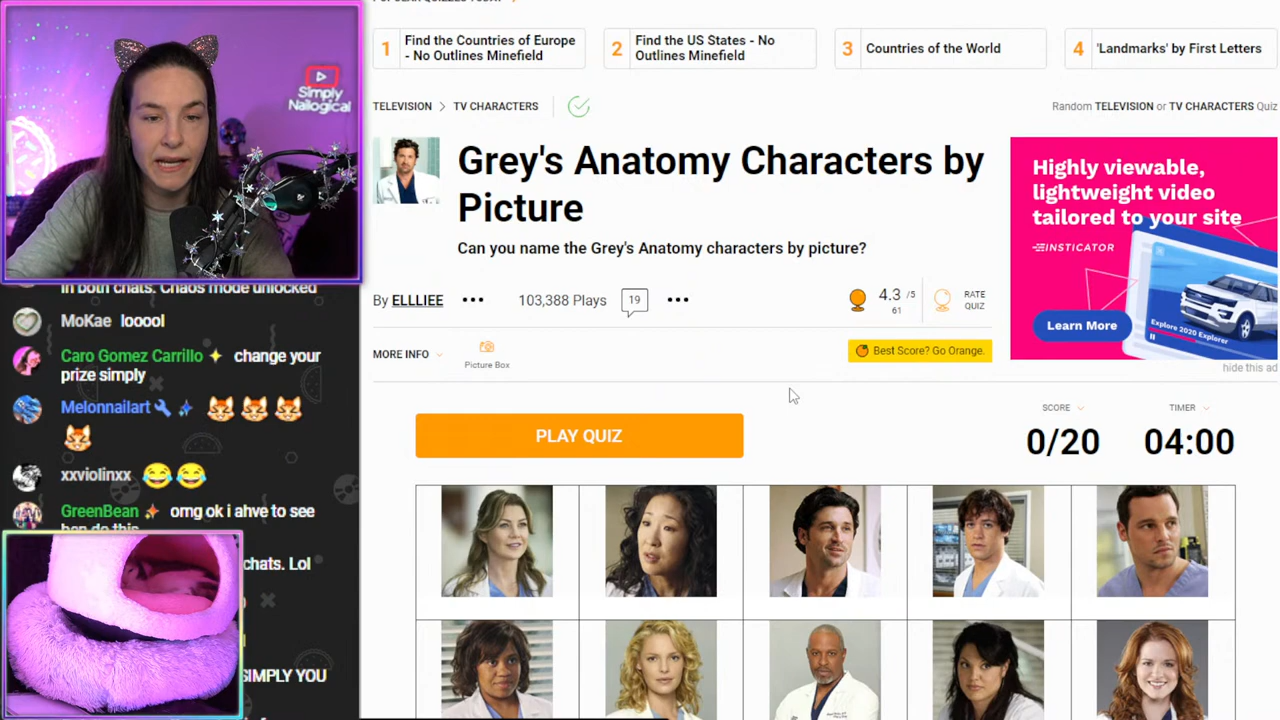 1 Find the Countries of Europe
- No Outlines Minefield
2 Find the US States - No
Outlines Minefield
3 Countries of the World
4 'Landmarks' by First Letters
Simply
Nailogical
TELEVISION > TV CHARACTERS
Random TELEVISION or TV CHARACTERS Quiz
Grey's Anatomy Characters by
Picture
Can you name the Grey's Anatomy characters by picture?
By ELLLIEE ••• 103,388 Plays 19 •••
4.3 /5
61
RATE
QUIZ
MORE INFO
Picture Box
Best Score? Go Orange.
Highly viewable,
lightweight video
tailored to your site
INSTICATOR
Learn More
Explore 2020 Explorer
hide this ad
PLAY QUIZ
SCORE
0/20
TIMER
04:00
in both chats. Chaos mode unlocked
MoKae looool
Caro Gomez Carrillo change your
prize simply
Melonnailart
xxviolinxx
GreenBean omg ok i ahve to see
ben do this
chats. Lol
SIMPLY YOU